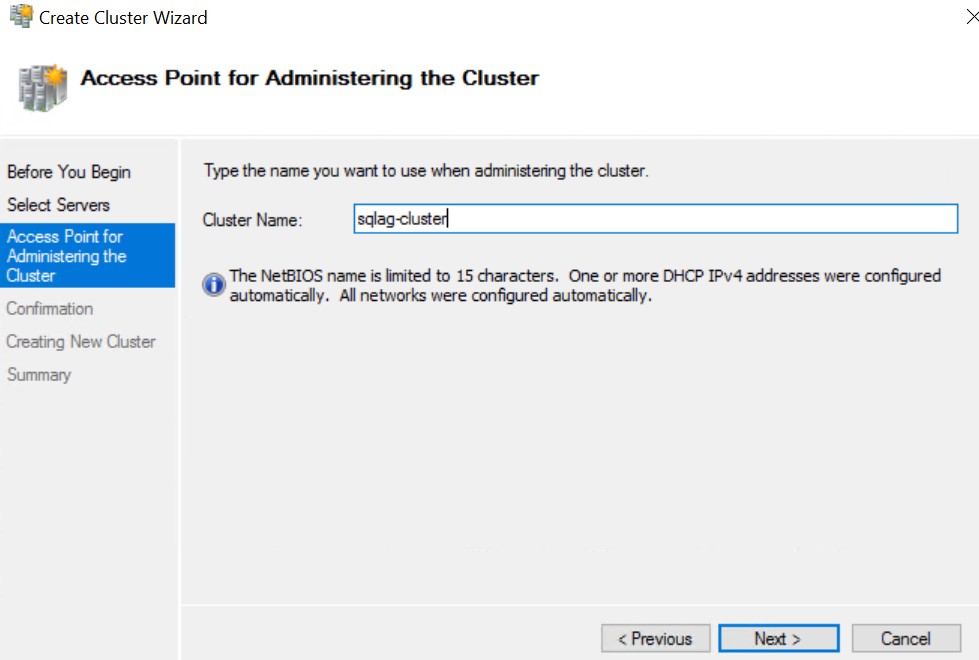 Create Cluster Wizard
Access Point for Administering the Cluster
Before You Begin
Select Servers
Access Point for
Administering the
Cluster
Confirmation
Creating New Cluster
Summary
Type the name you want to use when administering the cluster.
Cluster Name:
sqlag-cluster
The NetBIOS name is limited to 15 characters.  One or more DHCP IPv4 addresses were configured
automatically.  All networks were configured automatically.
< Previous
Next >
Cancel